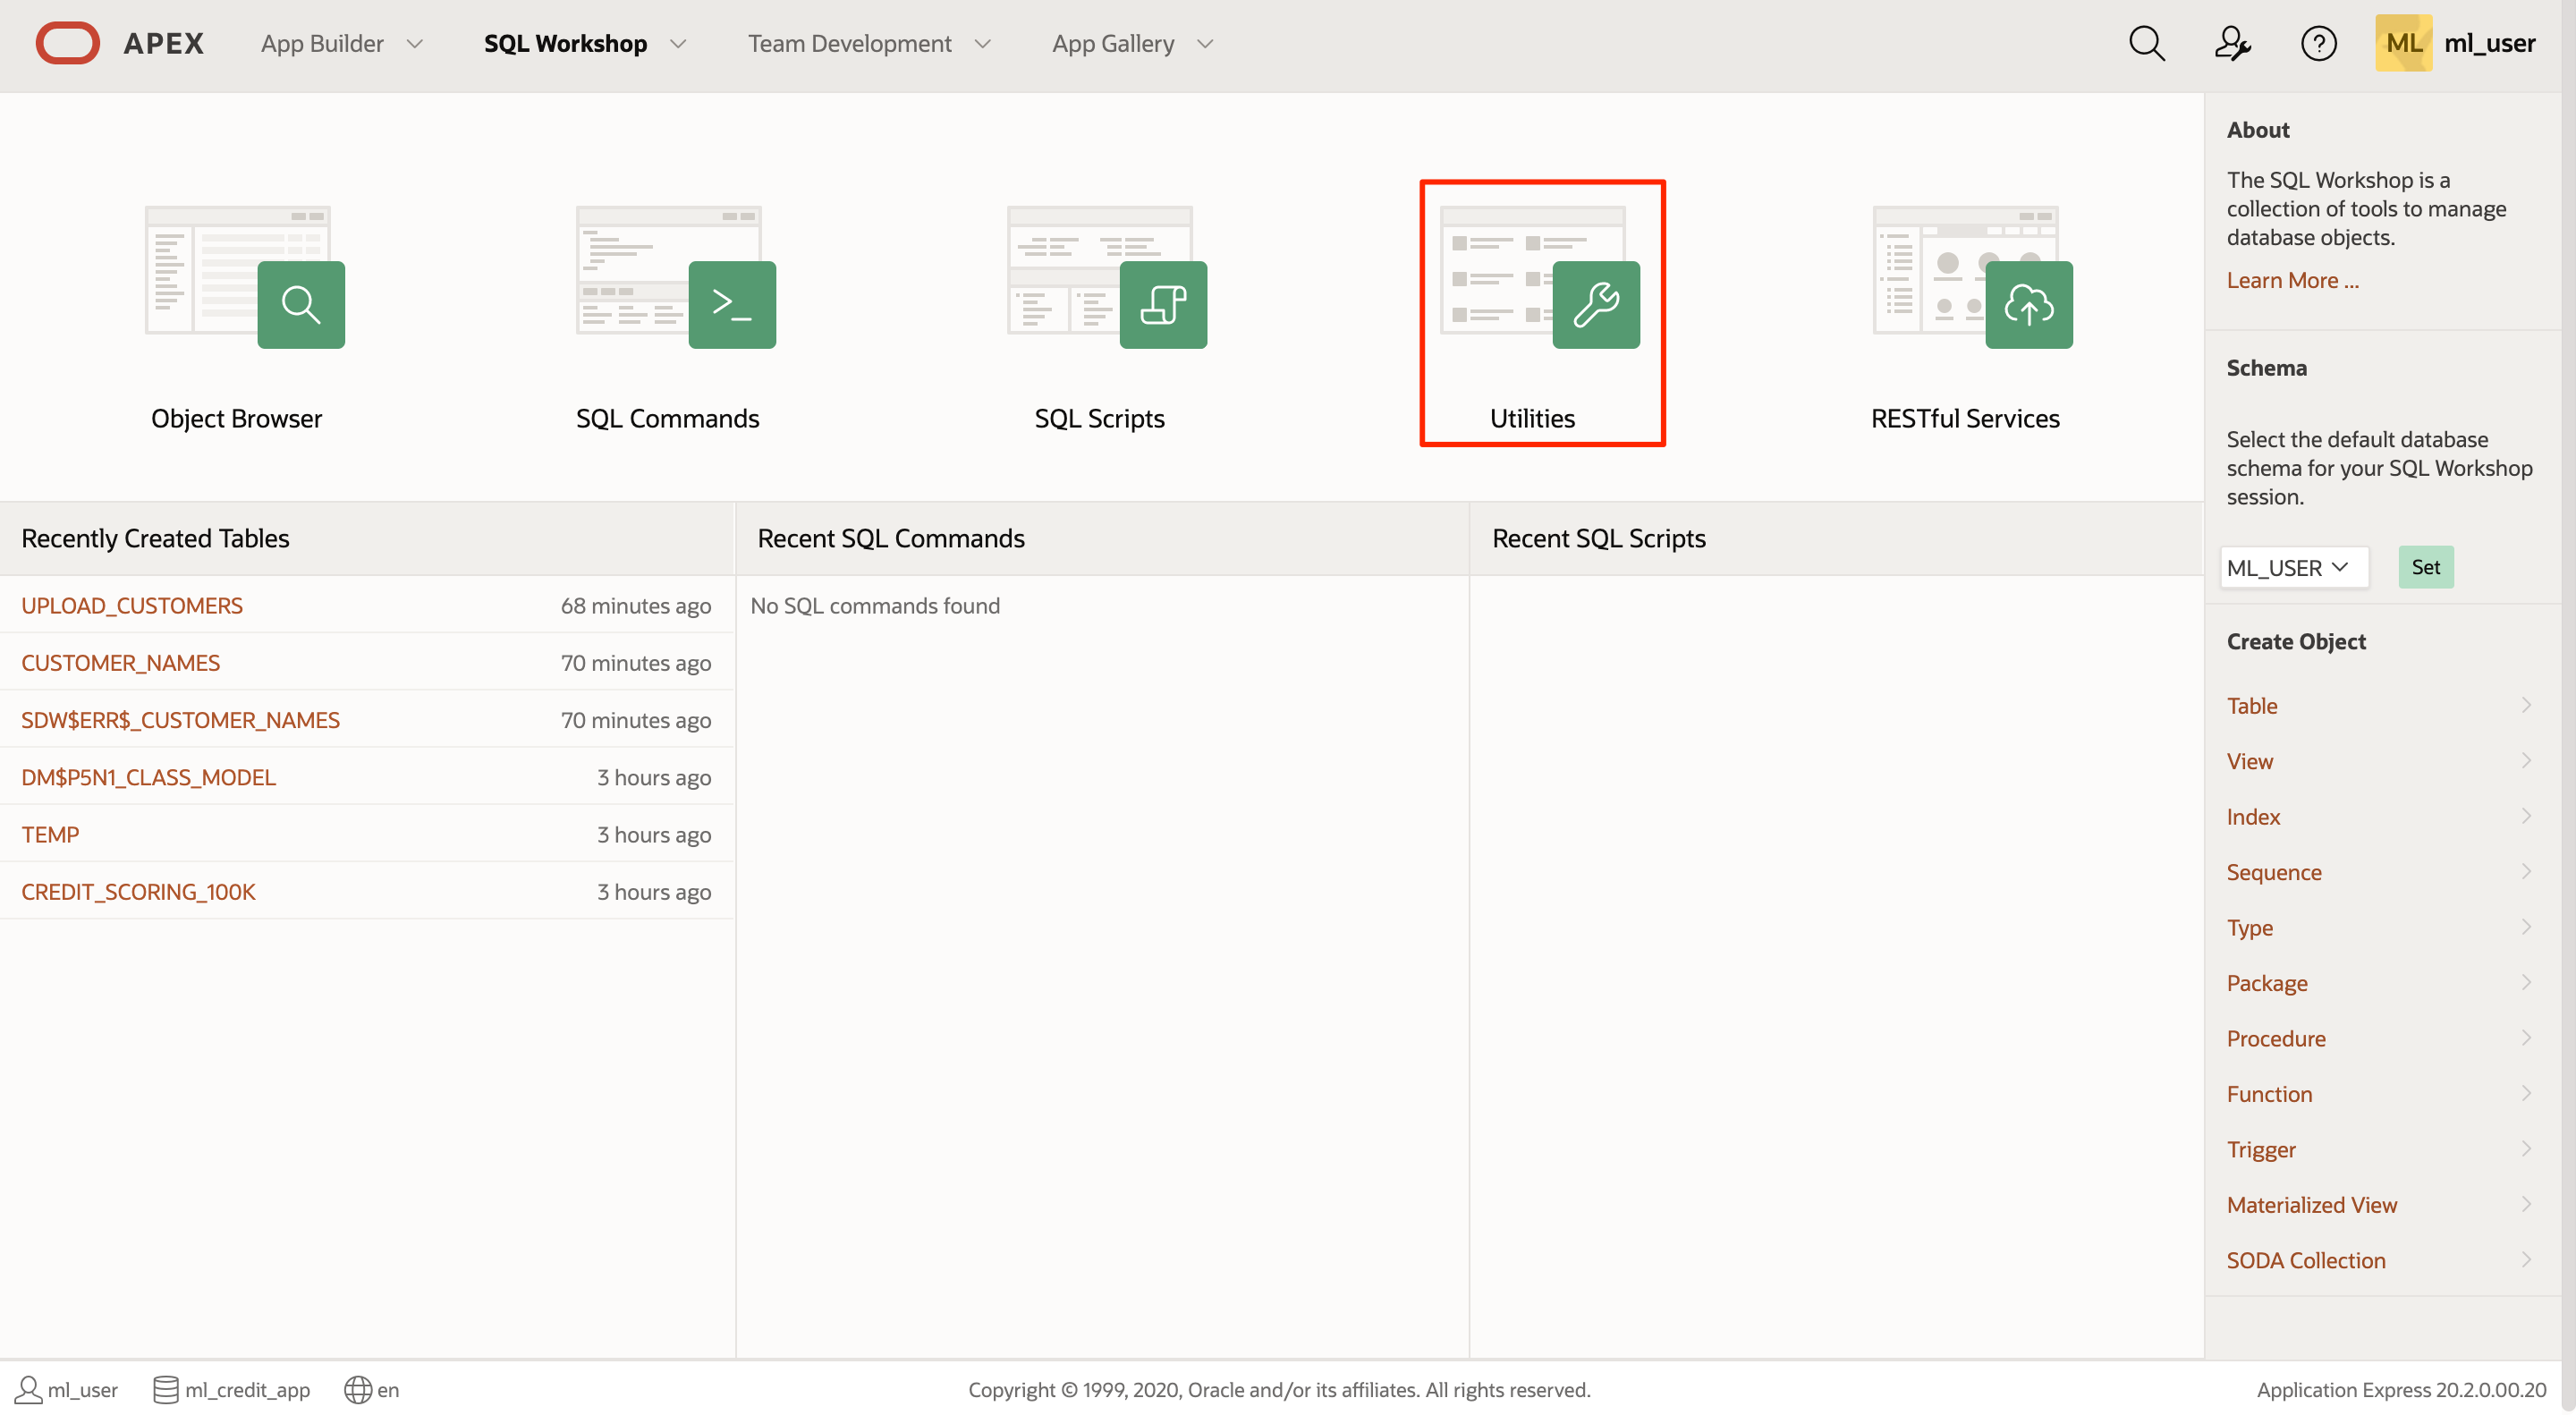 APEX
App Builder
SQL Workshop
Team Development
App Gallery
ML ml_user
Object Browser
SQL Commands
SQL Scripts
Utilities
RESTful Services
Recently Created Tables
UPLOAD_CUSTOMERS 68 minutes ago
CUSTOMER_NAMES 70 minutes ago
SDW$ERR$_CUSTOMER_NAMES 70 minutes ago
DM$P5N1_CLASS_MODEL 3 hours ago
TEMP 3 hours ago
CREDIT_SCORING_100K 3 hours ago
Recent SQL Commands
No SQL commands found
Recent SQL Scripts
About
The SQL Workshop is a
collection of tools to manage
database objects.
Learn More ...
Schema
Select the default database
schema for your SQL Workshop
session.
ML_USER Set
Create Object
Table
View
Index
Sequence
Type
Package
Procedure
Function
Trigger
Materialized View
SODA Collection
ml_user ml_credit_app en
Copyright © 1999, 2020, Oracle and/or its affiliates. All rights reserved.
Application Express 20.2.0.00.20